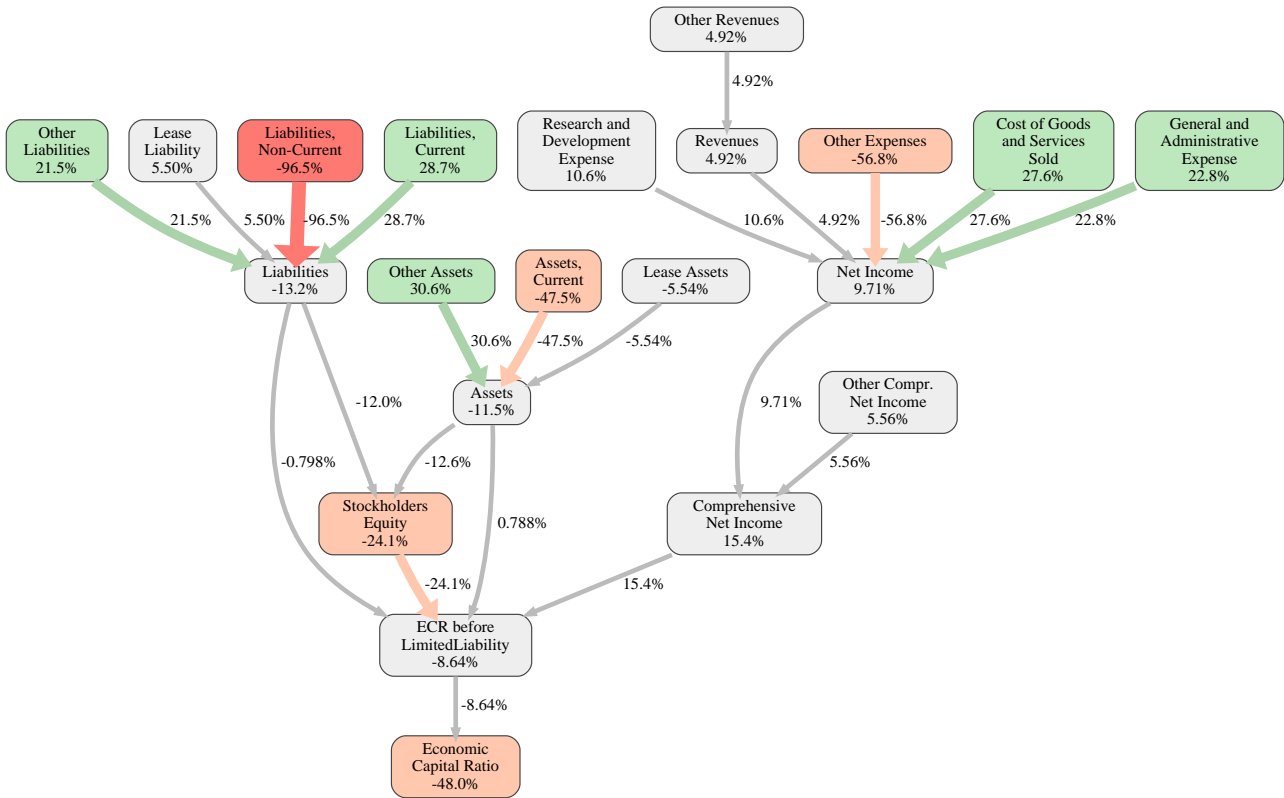 Other Revenues
4.92%
4.92%
Other
Liabilities
21.5%
Lease
Liability
5.50%
Liabilities,
Non-Current
-96.5%
Liabilities,
Current
28.7%
Research and
Development
Expense
10.6%
Revenues
4.92%
Other Expenses
-56.8%
Cost of Goods
and Services
Sold
27.6%
General and
Administrative
Expense
22.8%
21.5%
5.50%
-96.5%
28.7%
10.6%
4.92%
-56.8%
27.6%
22.8%
Liabilities
-13.2%
Other Assets
30.6%
Assets,
Current
-47.5%
Lease Assets
-5.54%
Net Income
9.71%
30.6%
-47.5%
-5.54%
Assets
-11.5%
Other Compr.
Net Income
5.56%
-12.0%
9.71%
-0.798%
-12.6%
5.56%
Stockholders
Equity
-24.1%
0.788%
Comprehensive
Net Income
15.4%
-24.1%
15.4%
ECR before
LimitedLiability
-8.64%
-8.64%
Economic
Capital Ratio
-48.0%